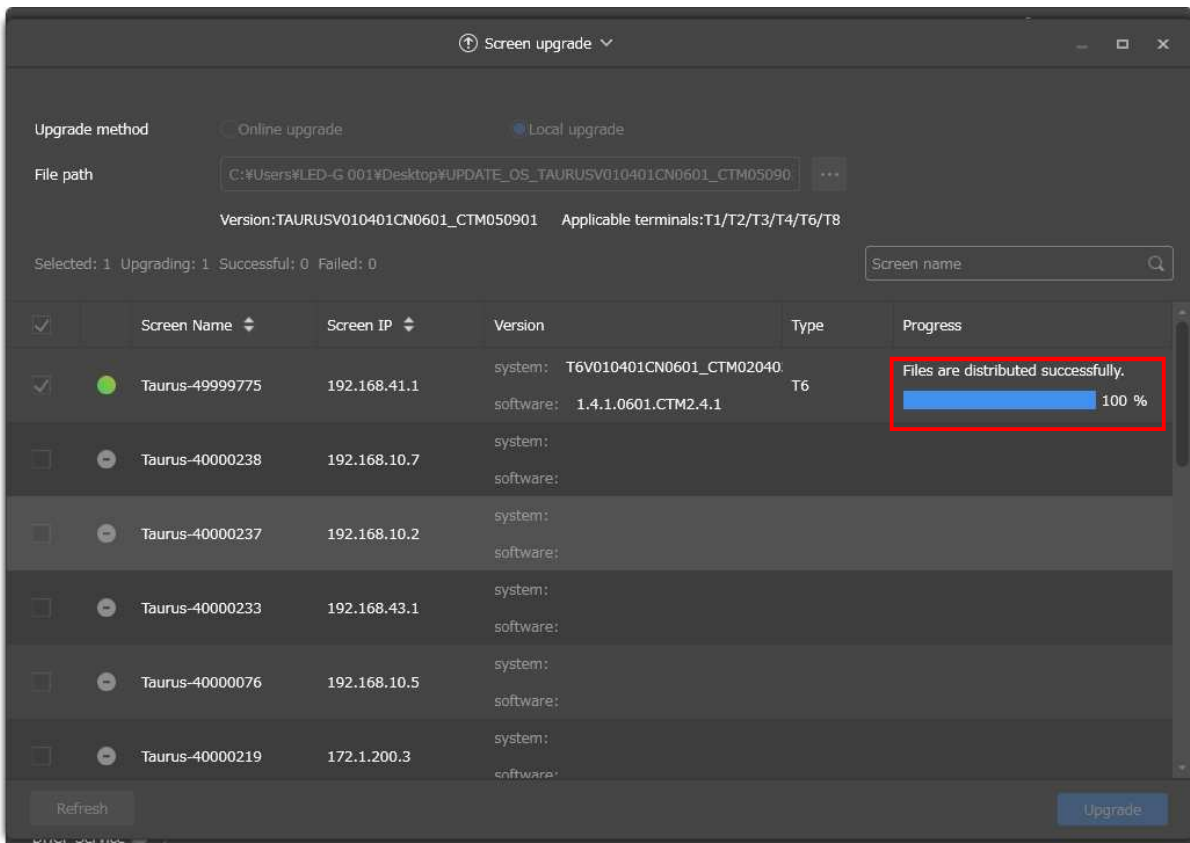 Screen upgrade
Upgrade method Online upgrade Local upgrade
File path C:¥Users¥LED-G 001¥Desktop¥UPDATE_OS_TAURUSV010401CN0601_CTM05090 ...
Version:TAURUSV010401CN0601_CTM050901 Applicable terminals:T1/T2/T3/T4/T6/T8
Selected: 1 Upgrading: 1 Successful: 0 Failed: 0 Screen name
Screen Name Screen IP Version Type Progress
system: T6V010401CN0601_CTM02040 Files are distributed successfully.
Taurus-49999775 192.168.41.1 T6
software: 1.4.1.0601.CTM2.4.1 100 %
system:
Taurus-40000238 192.168.10.7
software:
system:
Taurus-40000237 192.168.10.2
software:
system:
Taurus-40000233 192.168.43.1
software:
system:
Taurus-40000076 192.168.10.5
software:
system:
Taurus-40000219 172.1.200.3
software:
Refresh Upgrade